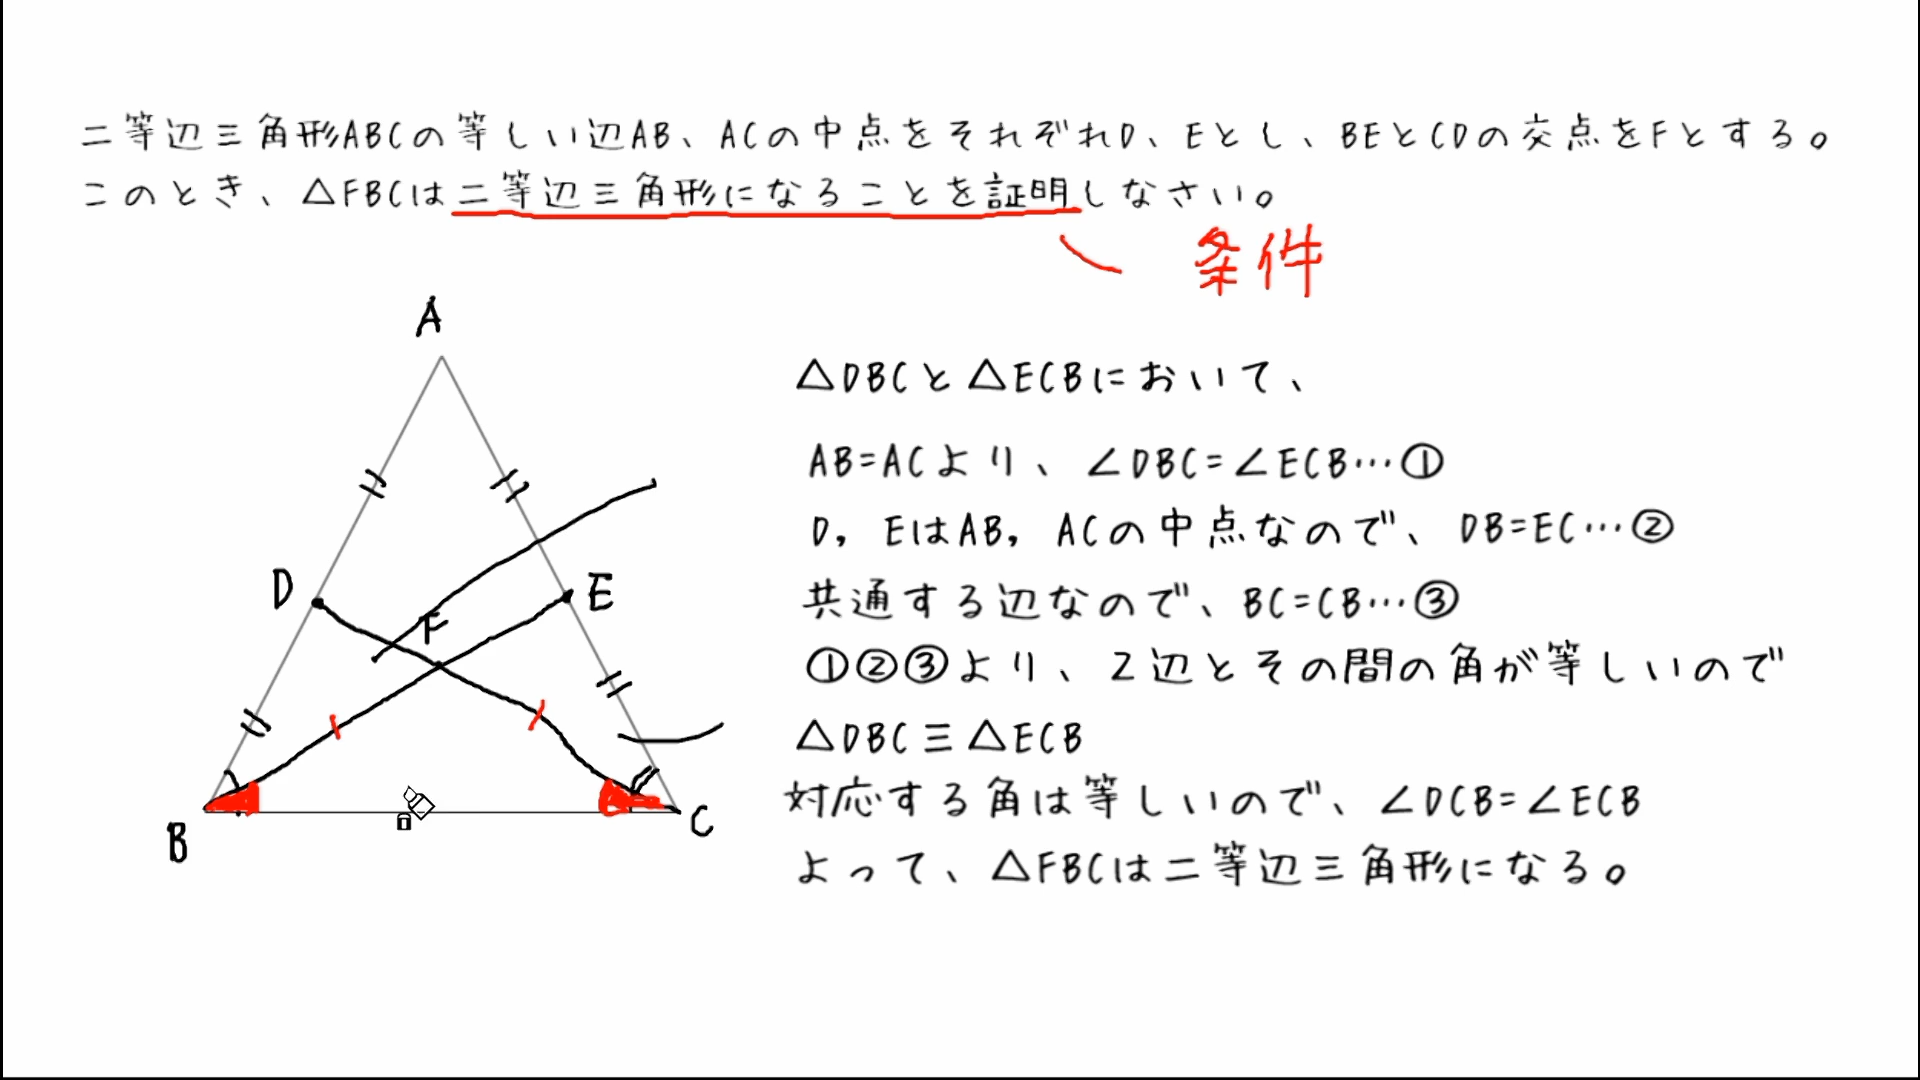 二等辺三角形ABCの等しい辺AB、ACの中点をそれぞれD、Eとし、BEとCDの交点をFとする。
このとき、△FBCは二等辺三角形になることを証明しなさい。
条件
A
D
E
F
B
C
△DBCと△ECBにおいて、
AB=ACより、∠DBC=∠ECB…①
D，EはAB，ACの中点なので、DB=EC…②
共通する辺なので、BC=CB…③
①②③より、2辺とその間の角が等しいので
△DBC≡△ECB
対応する角は等しいので、∠DCB=∠ECB
よって、△FBCは二等辺三角形になる。